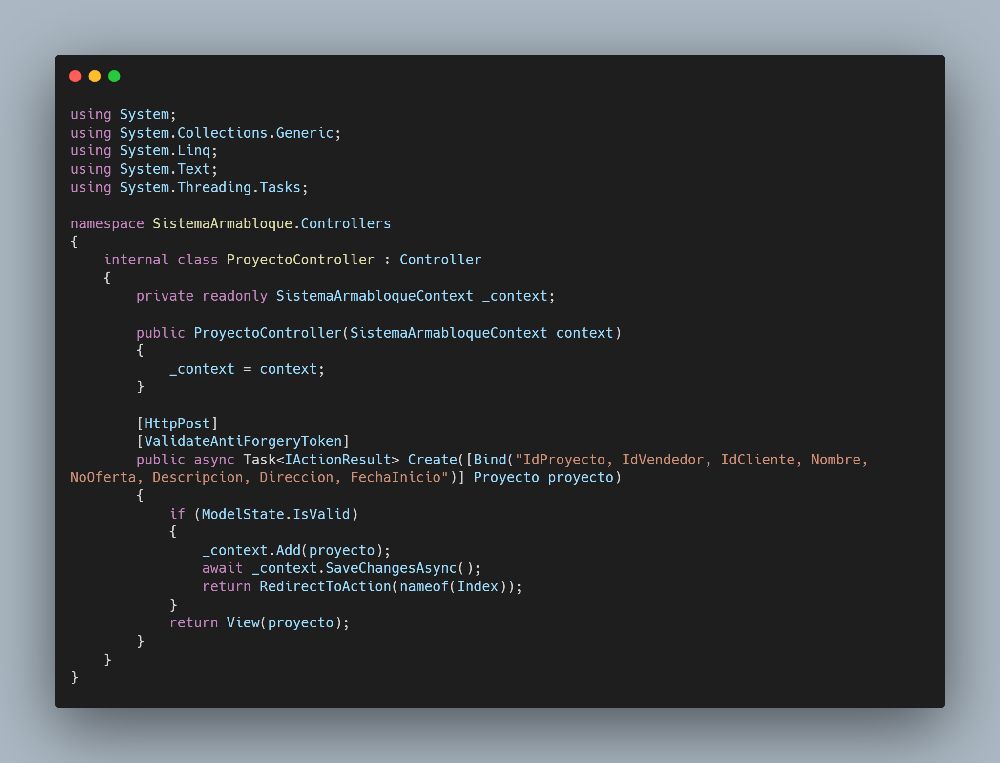 using System;
using System.Collections.Generic;
using System.Linq;
using System.Text;
using System.Threading.Tasks;

namespace SistemaArmabloque.Controllers
{
    internal class ProyectoController : Controller
    {
        private readonly SistemaArmabloqueContext _context;

        public ProyectoController(SistemaArmabloqueContext context)
        {
            _context = context;
        }

        [HttpPost]
        [ValidateAntiForgeryToken]
        public async Task<IActionResult> Create([Bind("IdProyecto, IdVendedor, IdCliente, Nombre,
NoOferta, Descripcion, Direccion, FechaInicio")] Proyecto proyecto)
        {
            if (ModelState.IsValid)
            {
                _context.Add(proyecto);
                await _context.SaveChangesAsync();
                return RedirectToAction(nameof(Index));
            }
            return View(proyecto);
        }
    }
}